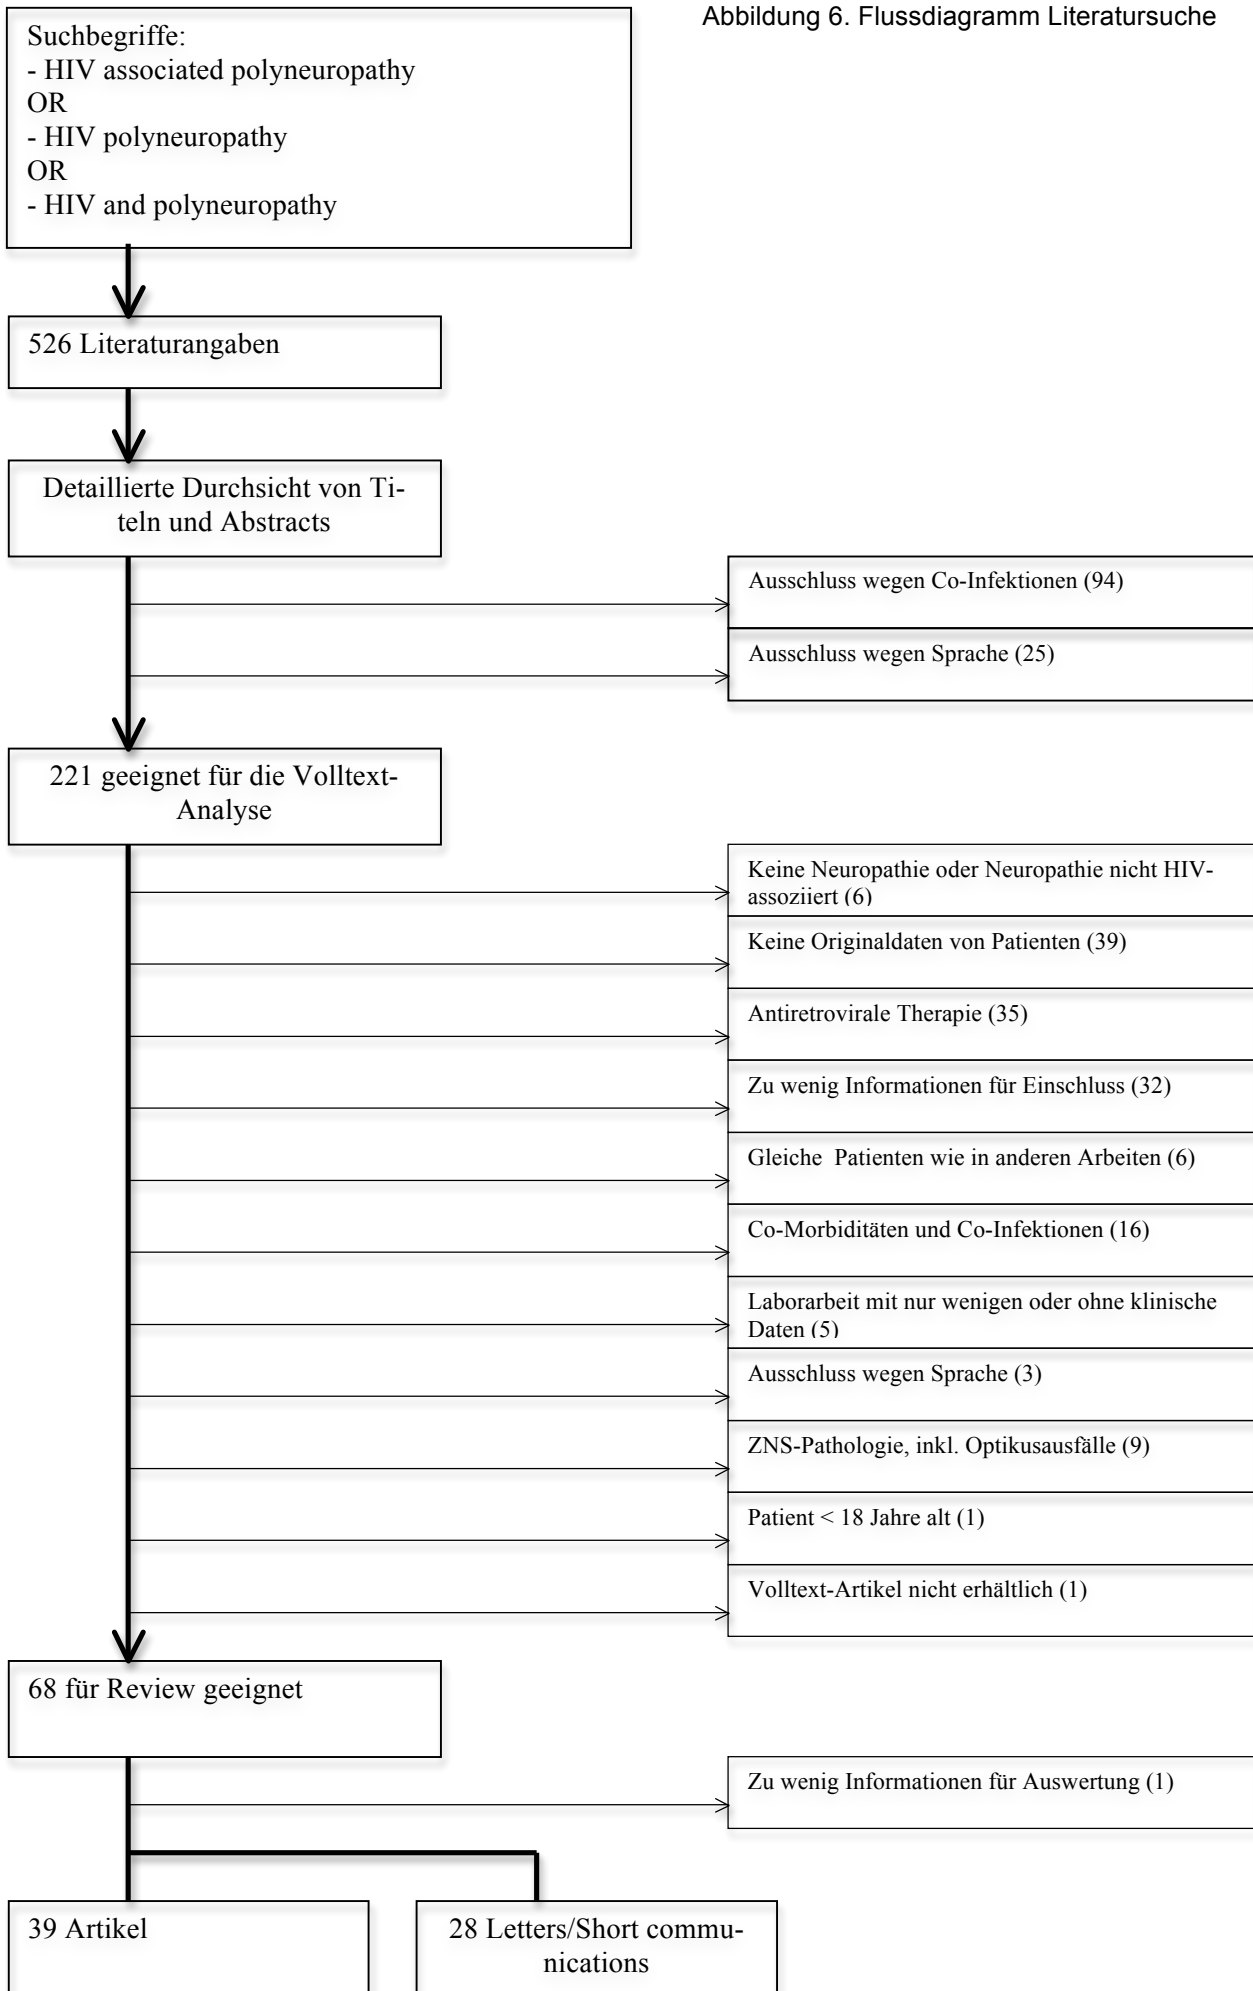 Abbildung 6. Flussdiagramm Literatursuche
Suchbegriffe:
- HIV associated polyneuropathy
OR
- HIV polyneuropathy
OR
- HIV and polyneuropathy
526 Literaturangaben
Detaillierte Durchsicht von Ti-
teln und Abstracts
Ausschluss wegen Co-Infektionen (94)
Ausschluss wegen Sprache (25)
221 geeignet für die Volltext-
Analyse
Keine Neuropathie oder Neuropathie nicht HIV-
assoziiert (6)
Keine Originaldaten von Patienten (39)
Antiretrovirale Therapie (35)
Zu wenig Informationen für Einschluss (32)
Gleiche  Patienten wie in anderen Arbeiten (6)
Co-Morbiditäten und Co-Infektionen (16)
Laborarbeit mit nur wenigen oder ohne klinische
Daten (5)
Ausschluss wegen Sprache (3)
ZNS-Pathologie, inkl. Optikusausfälle (9)
Patient < 18 Jahre alt (1)
Volltext-Artikel nicht erhältlich (1)
68 für Review geeignet
Zu wenig Informationen für Auswertung (1)
39 Artikel
28 Letters/Short commu-
nications